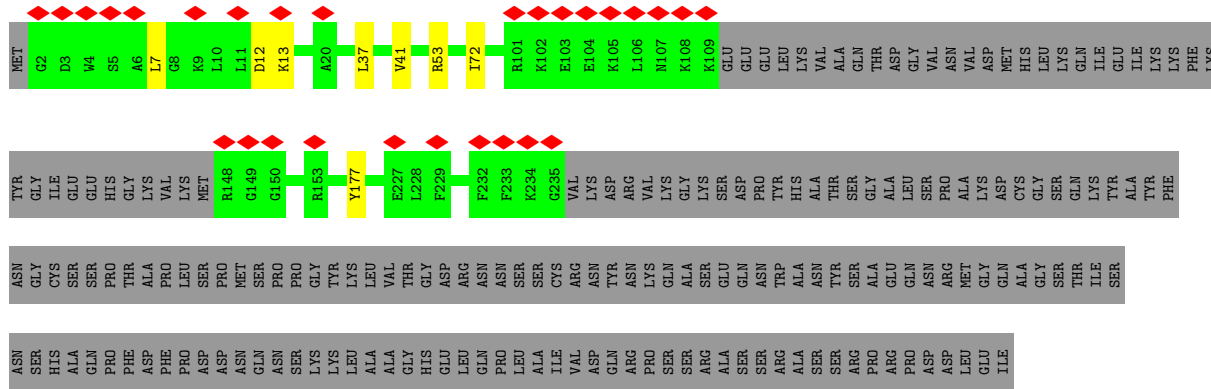 MET G2 D3 W4 S5 A6 L7 G8 K9 L10 L11 D12 K13 A20 L37 V41 R53 I72 R101 K102 E103 E104 K105 L106 N107 K108 K109 GLU GLU GLU LEU LYS VAL ALA GLN THR ASP GLY VAL ASN VAL ASP MET HIS LEU LYS GLN ILE GLU ILE LYS LYS PHE LYS
TYR GLY ILE GLU GLU HIS GLY LYS VAL LYS MET R148 G149 G150 R153 Y177 E227 L228 F229 F232 F233 K234 G235 VAL LYS ASP ARG VAL LYS GLY LYS SER ASP PRO TYR HIS ALA THR SER GLY ALA LEU SER PRO ALA LYS ASP CYS GLY SER GLN LYS TYR ALA TYR PHE
ASN GLY CYS SER SER PRO THR ALA PRO LEU SER PRO MET SER PRO PRO GLY TYR LYS LEU VAL THR GLY ASP ARG ASN ASN SER SER CYS ARG ASN TYR ASN LYS GLN ALA SER GLU GLN ASN TRP ALA ASN TYR SER ALA GLU GLN ASN ARG MET GLY GLN ALA GLY SER THR ILE SER
ASN SER HIS ALA GLN PRO PHE ASP PHE PRO ASP ASP ASN GLN ASN SER LYS LYS LEU ALA ALA GLY HIS GLU LEU GLN PRO LEU ALA ILE VAL ASP GLN ARG PRO SER SER ARG ALA SER SER ARG ALA SER SER ARG PRO ARG PRO ASP ASP LEU GLU ILE